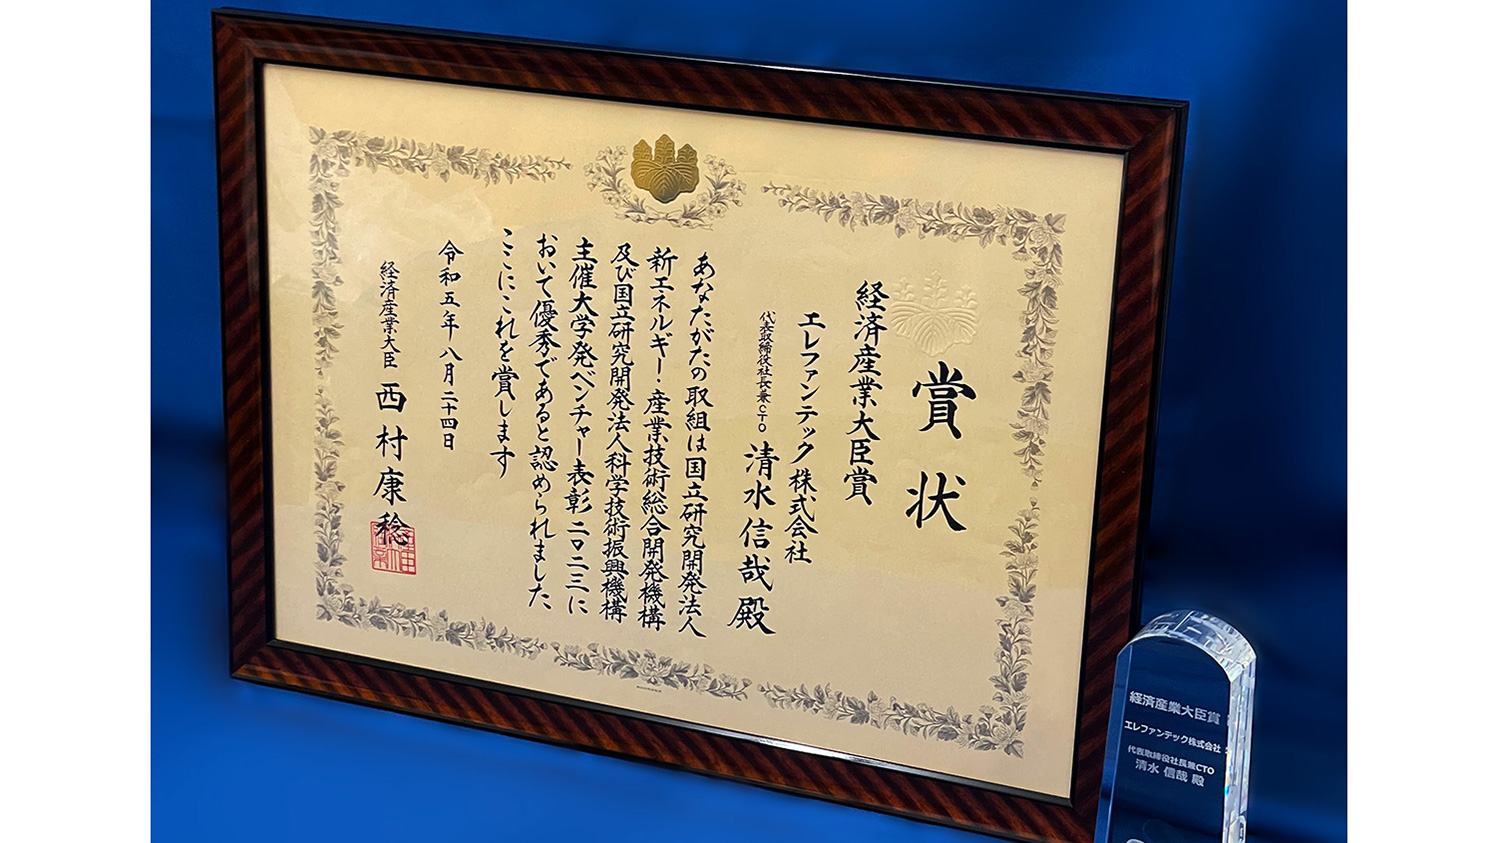 賞状
経済産業大臣賞
エレファンテック株式会社
代表取締役社長兼CTO 清水信哉殿
あなたがたの取組は国立研究開発法人
新エネルギー・産業技術総合開発機構
及び国立研究開発法人科学技術振興機構
主催大学発ベンチャー表彰二〇二三に
おいて優秀であると認められました
ここにこれを賞します
令和五年八月二十四日
経済産業大臣 西村康稔
経済産業大臣賞
エレファンテック株式会社
代表取締役社長兼CTO
清水 信哉 殿